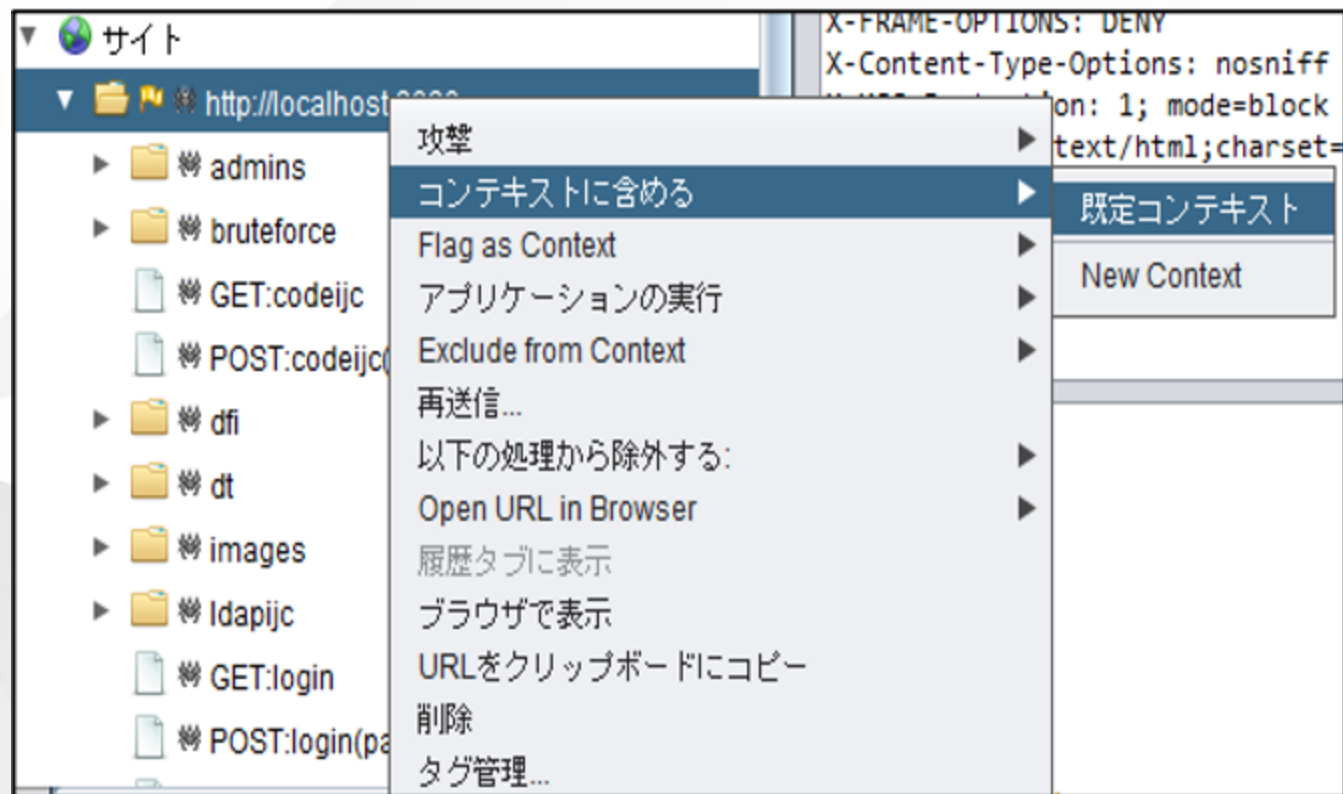 サイト
http://localhost
admins
bruteforce
GET:codeijc
POST:codeijc(
dfi
dt
images
ldapijc
GET:login
POST:login(pa
攻撃
コンテキストに含める
Flag as Context
アプリケーションの実行
Exclude from Context
再送信...
以下の処理から除外する:
Open URL in Browser
履歴タブに表示
ブラウザで表示
URLをクリップボードにコピー
削除
タグ管理...
既定コンテキスト
New Context
X-FRAME-OPTIONS: DENY
X-Content-Type-Options: nosniff
on: 1; mode=block
text/html;charset=